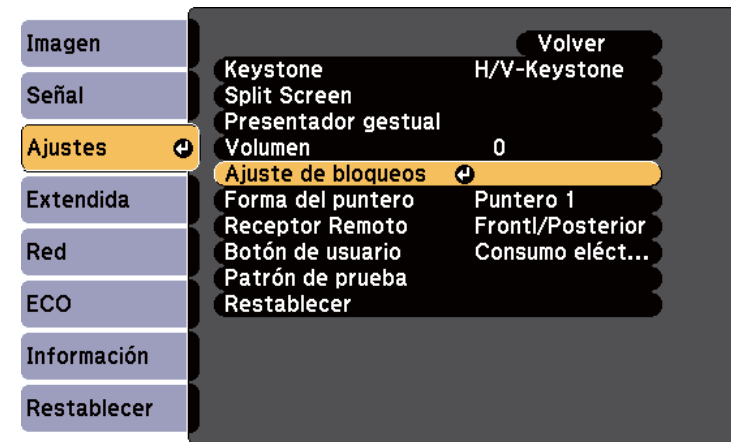 Imagen
Señal
Ajustes
Extendida
Red
ECO
Información
Restablecer
Volver
Keystone H/V-Keystone
Split Screen
Presentador gestual
Volumen 0
Ajuste de bloqueos
Forma del puntero Puntero 1
Receptor Remoto Frontl/Posterior
Botón de usuario Consumo eléct...
Patrón de prueba
Restablecer